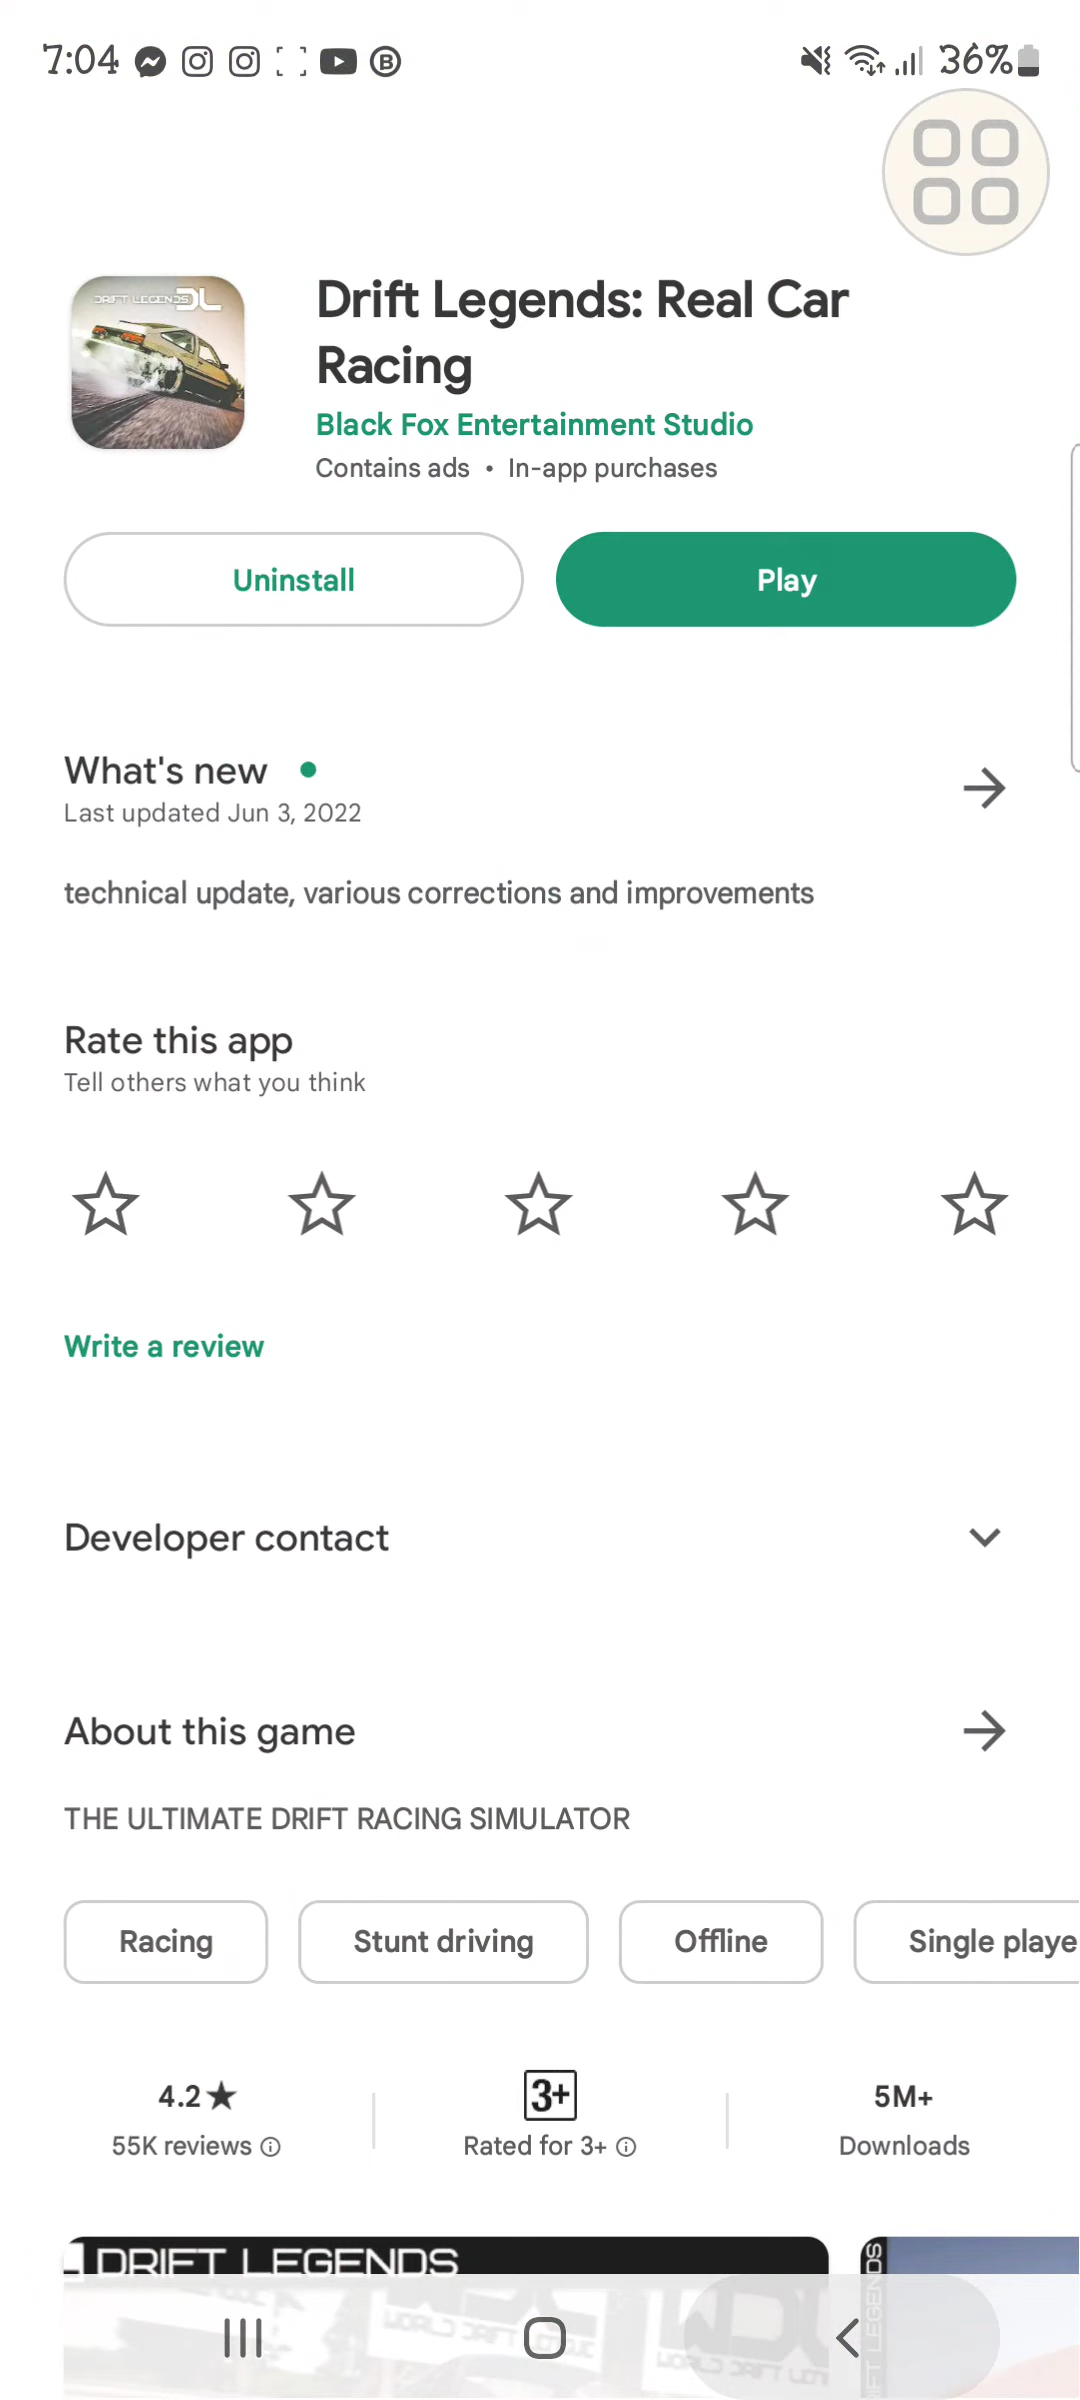 7:04
36%
DRIFT LEGENDS DL
Drift Legends: Real Car
Racing
Black Fox Entertainment Studio
Contains ads • In-app purchases
Uninstall
Play
What's new
Last updated Jun 3, 2022
technical update, various corrections and improvements
Rate this app
Tell others what you think
Write a review
Developer contact
About this game
THE ULTIMATE DRIFT RACING SIMULATOR
Racing
Stunt driving
Offline
Single playe
4.2★
55K reviews
3+
Rated for 3+
5M+
Downloads
DRIFT LEGENDS